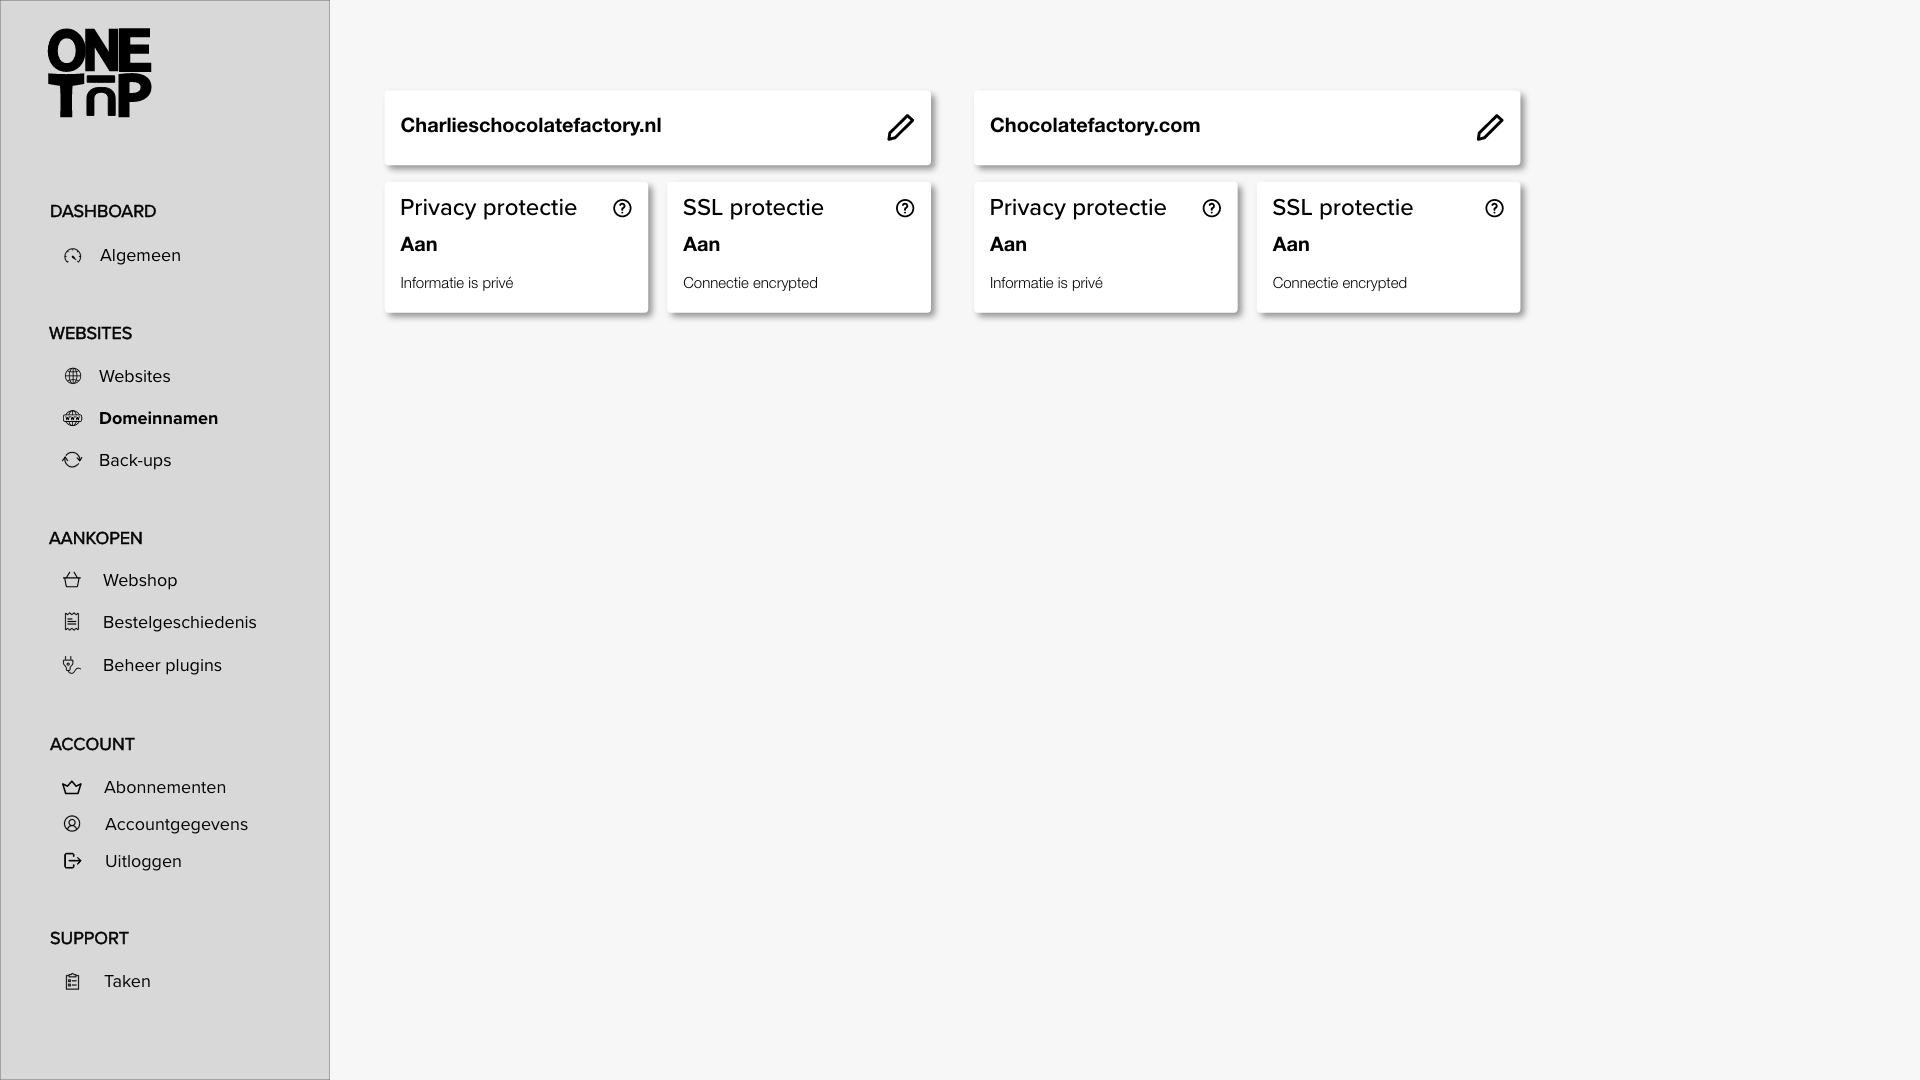 ONE
TAP
DASHBOARD
Algemeen
WEBSITES
Websites
Domeinnamen
Back-ups
AANKOPEN
Webshop
Bestelgeschiedenis
Beheer plugins
ACCOUNT
Abonnementen
Accountgegevens
Uitloggen
SUPPORT
Taken
Charlieschocolatefactory.nl
Privacy protectie
Aan
Informatie is privé
SSL protectie
Aan
Connectie encrypted
Chocolatefactory.com
Privacy protectie
Aan
Informatie is privé
SSL protectie
Aan
Connectie encrypted